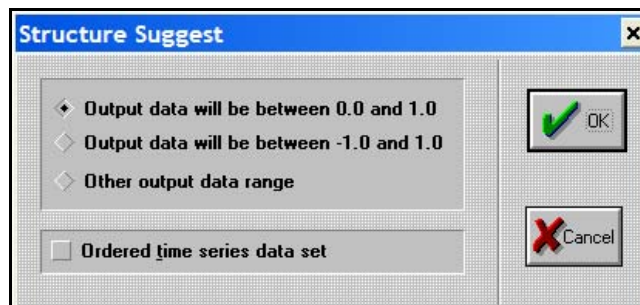 Structure Suggest
Output data will be between 0.0 and 1.0
Output data will be between -1.0 and 1.0
Other output data range
Ordered time series data set
OK
Cancel